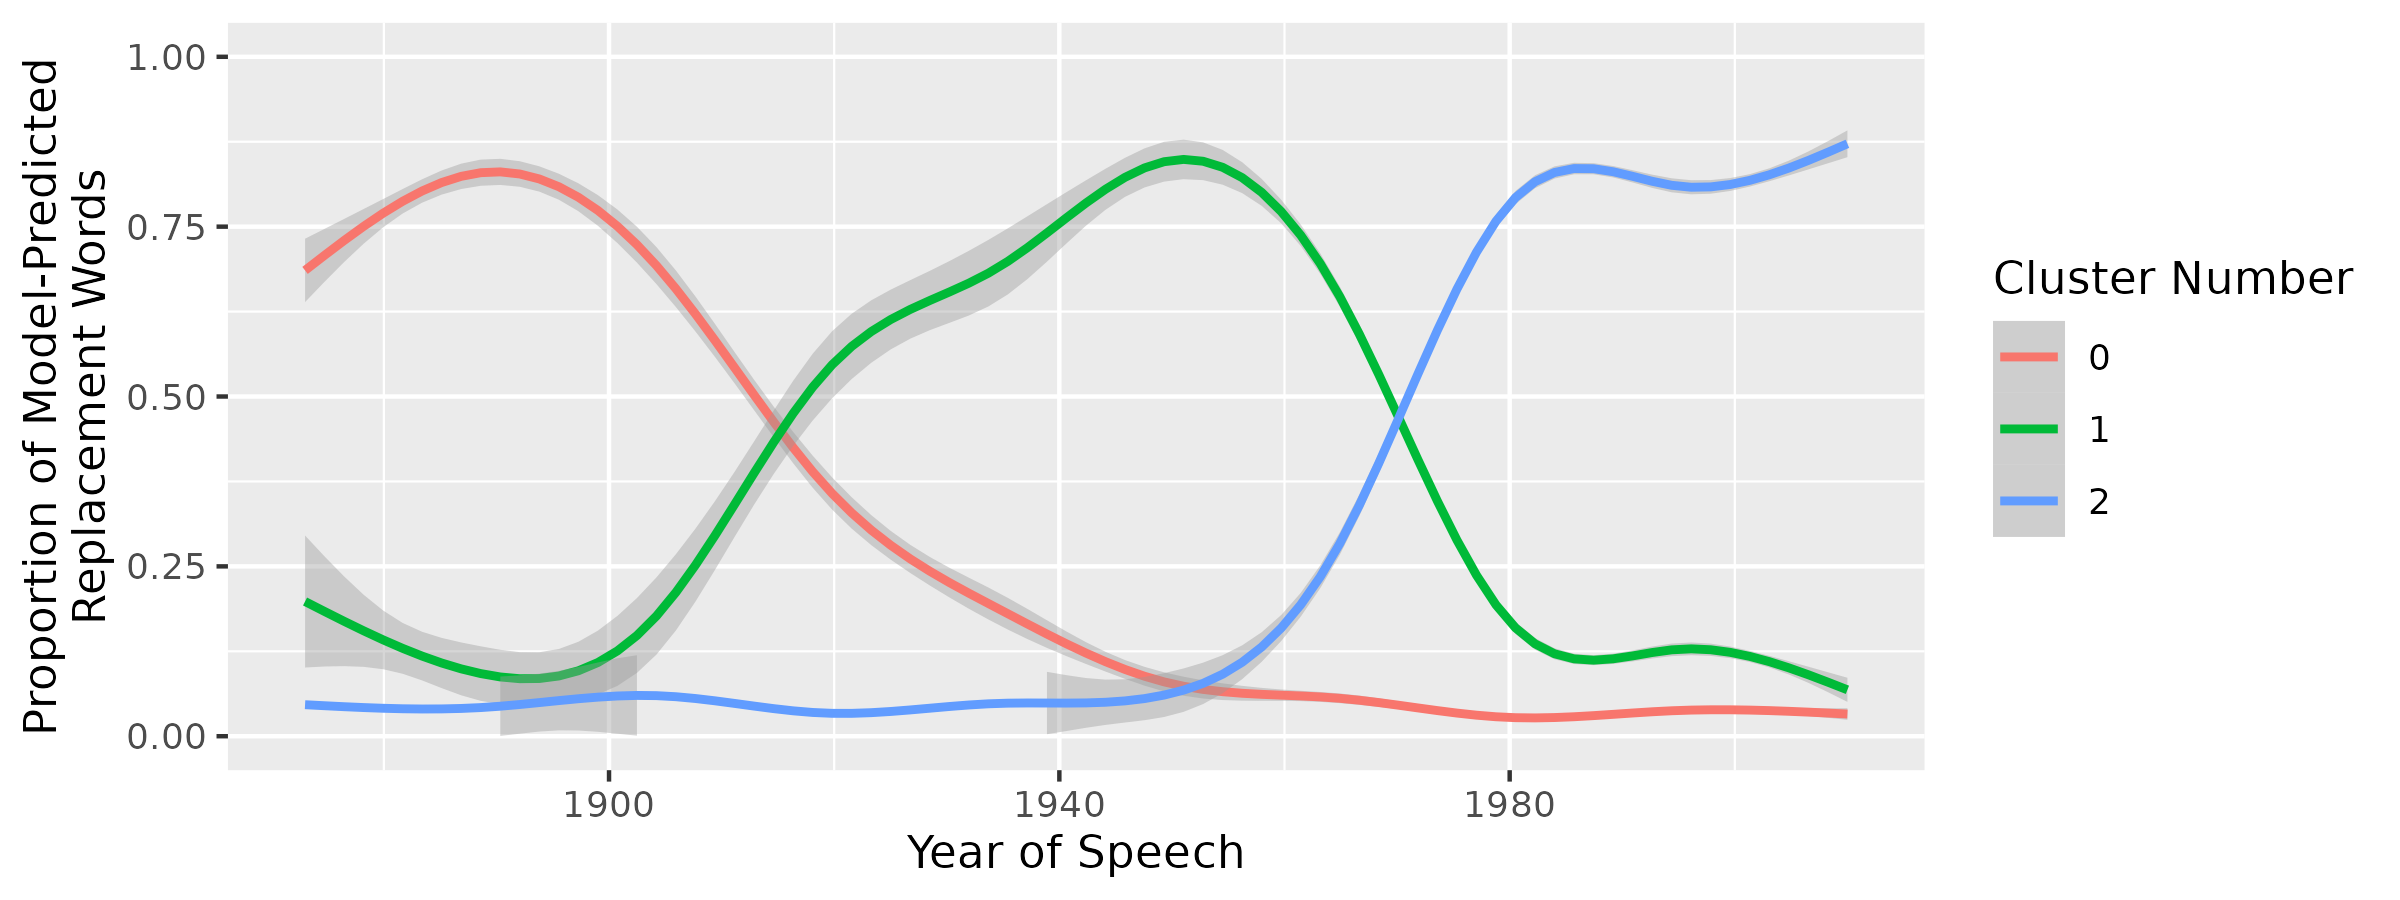 Proportion of Model-Predicted
Replacement Words
1.00
0.75
0.50
0.25
0.00
1900
1940
1980
Year of Speech
Cluster Number
0
1
2